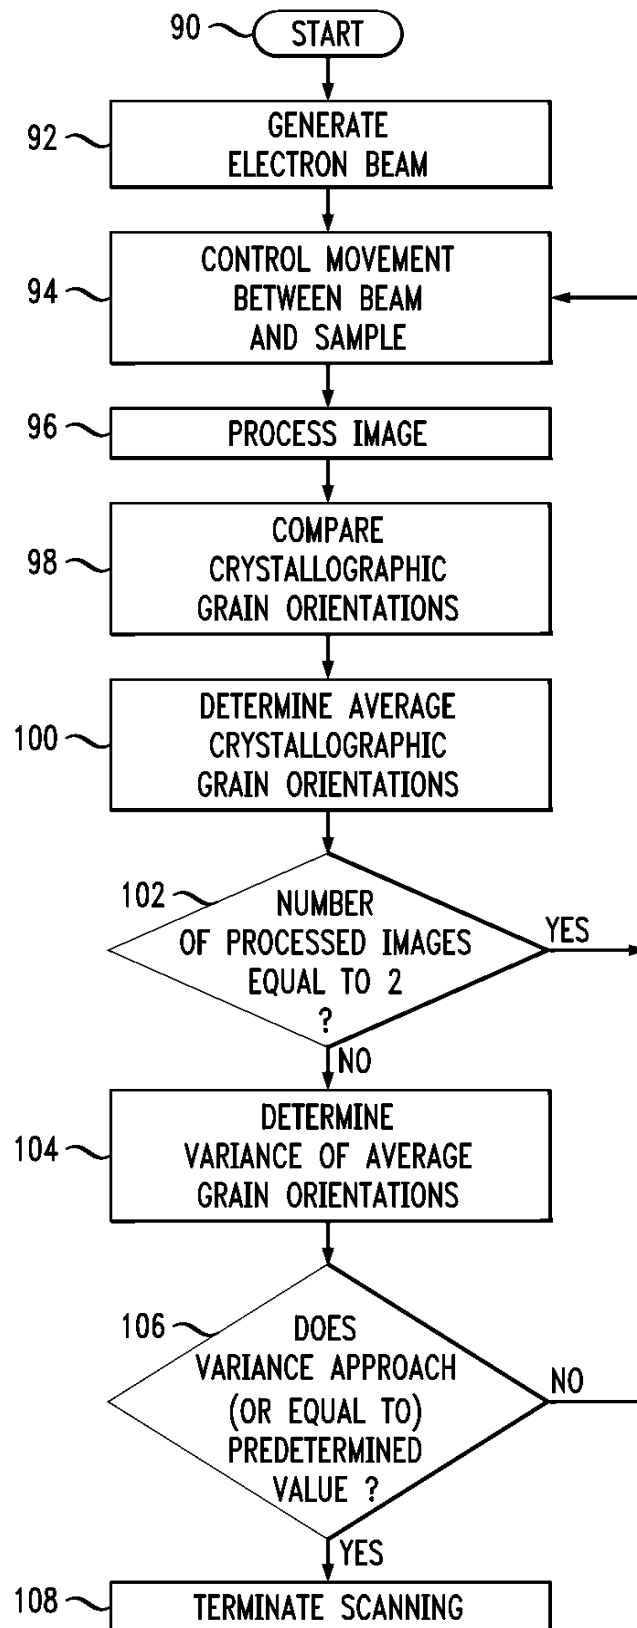 90
START
92
GENERATE
ELECTRON BEAM
94
CONTROL MOVEMENT
BETWEEN BEAM
AND SAMPLE
96
PROCESS IMAGE
98
COMPARE
CRYSTALLOGRAPHIC
GRAIN ORIENTATIONS
100
DETERMINE AVERAGE
CRYSTALLOGRAPHIC
GRAIN ORIENTATIONS
102
NUMBER
OF PROCESSED IMAGES
EQUAL TO 2
?
YES
NO
104
DETERMINE
VARIANCE OF AVERAGE
GRAIN ORIENTATIONS
106
DOES
VARIANCE APPROACH
(OR EQUAL TO)
PREDETERMINED
VALUE ?
NO
YES
108
TERMINATE SCANNING